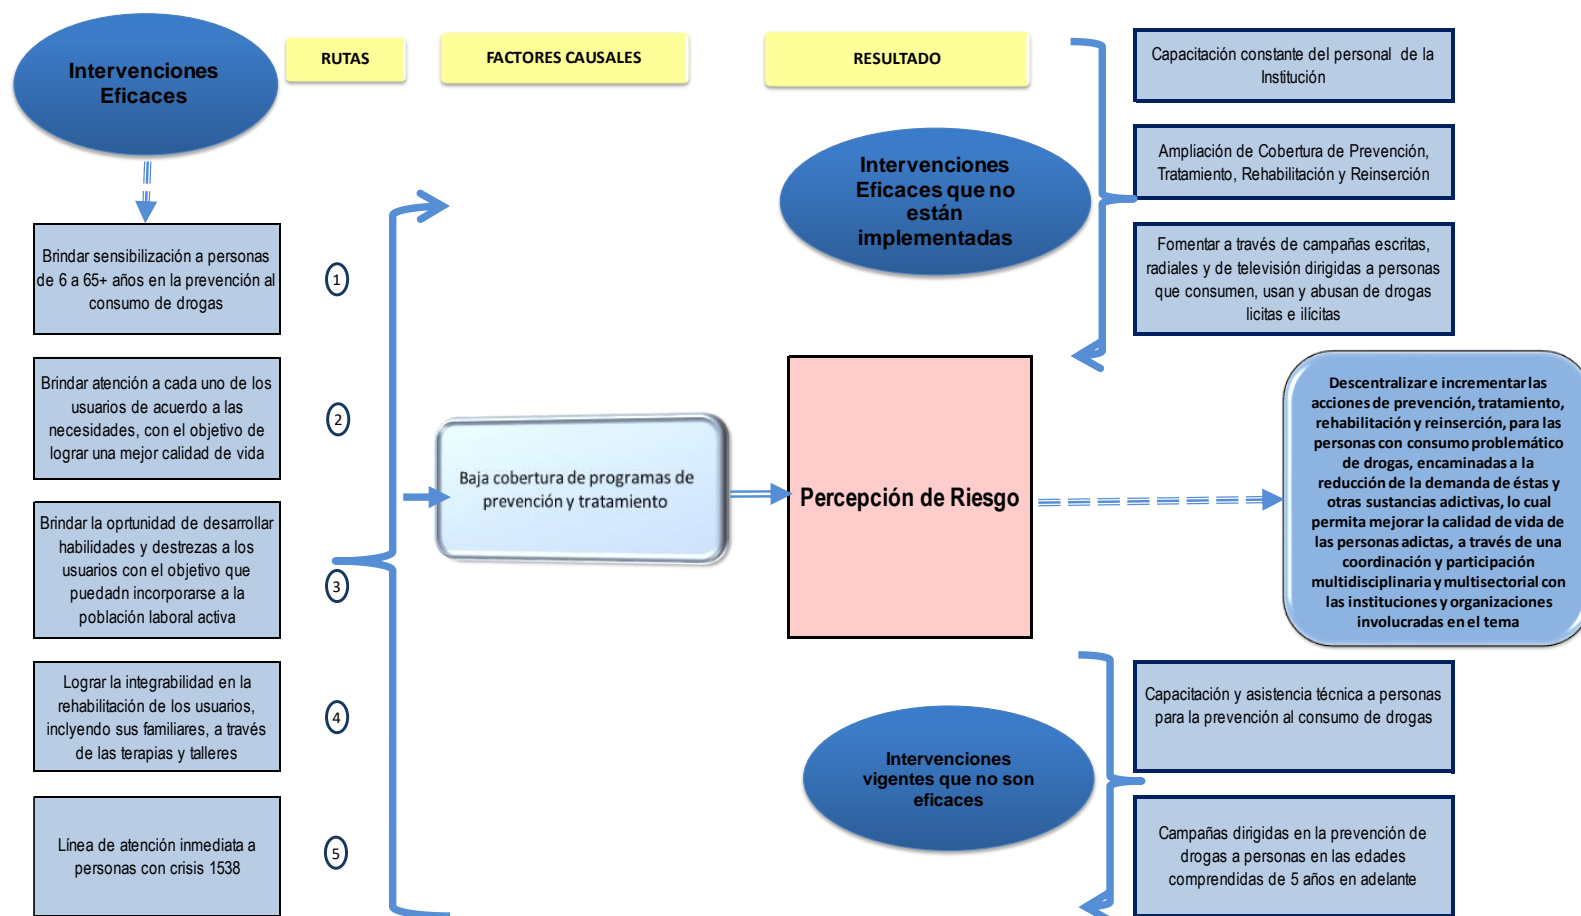 Intervenciones
Eficaces
RUTAS
FACTORES CAUSALES
RESULTADO
Capacitación constante del personal de la
Institución
Intervenciones
Eficaces que no
están
implementadas
Ampliación de Cobertura de Prevención,
Tratamiento, Rehabilitación y Reinserción
Fomentar a través de campañas escritas,
radiales y de televisión dirigidas a personas
que consumen, usan y abusan de drogas
licitas e ilícitas
Brindar sensibilización a personas
de 6 a 65+ años en la prevención al
consumo de drogas
1
Brindar atención a cada uno de los
usuarios de acuerdo a las
necesidades, con el objetivo de
lograr una mejor calidad de vida
2
Brindar la oprtunidad de desarrollar
habilidades y destrezas a los
usuarios con el objetivo que
puedadn incorporarse a la
población laboral activa
3
Lograr la integrabilidad en la
rehabilitación de los usuarios,
inclyendo sus familiares, a través
de las terapias y talleres
4
Línea de atención inmediata a
personas con crisis 1538
5
Baja cobertura de programas de
prevención y tratamiento
Percepción de Riesgo
Descentralizar e incrementar las
acciones de prevención, tratamiento,
rehabilitación y reinserción, para las
personas con consumo problemático
de drogas, encaminadas a la
reducción de la demanda de éstas y
otras sustancias adictivas, lo cual
permita mejorar la calidad de vida de
las personas adictas, a través de una
coordinación y participación
multidisciplinaria y multisectorial con
las instituciones y organizaciones
involucradas en el tema
Intervenciones
vigentes que no son
eficaces
Capacitación y asistencia técnica a personas
para la prevención al consumo de drogas
Campañas dirigidas en la prevención de
drogas a personas en las edades
comprendidas de 5 años en adelante